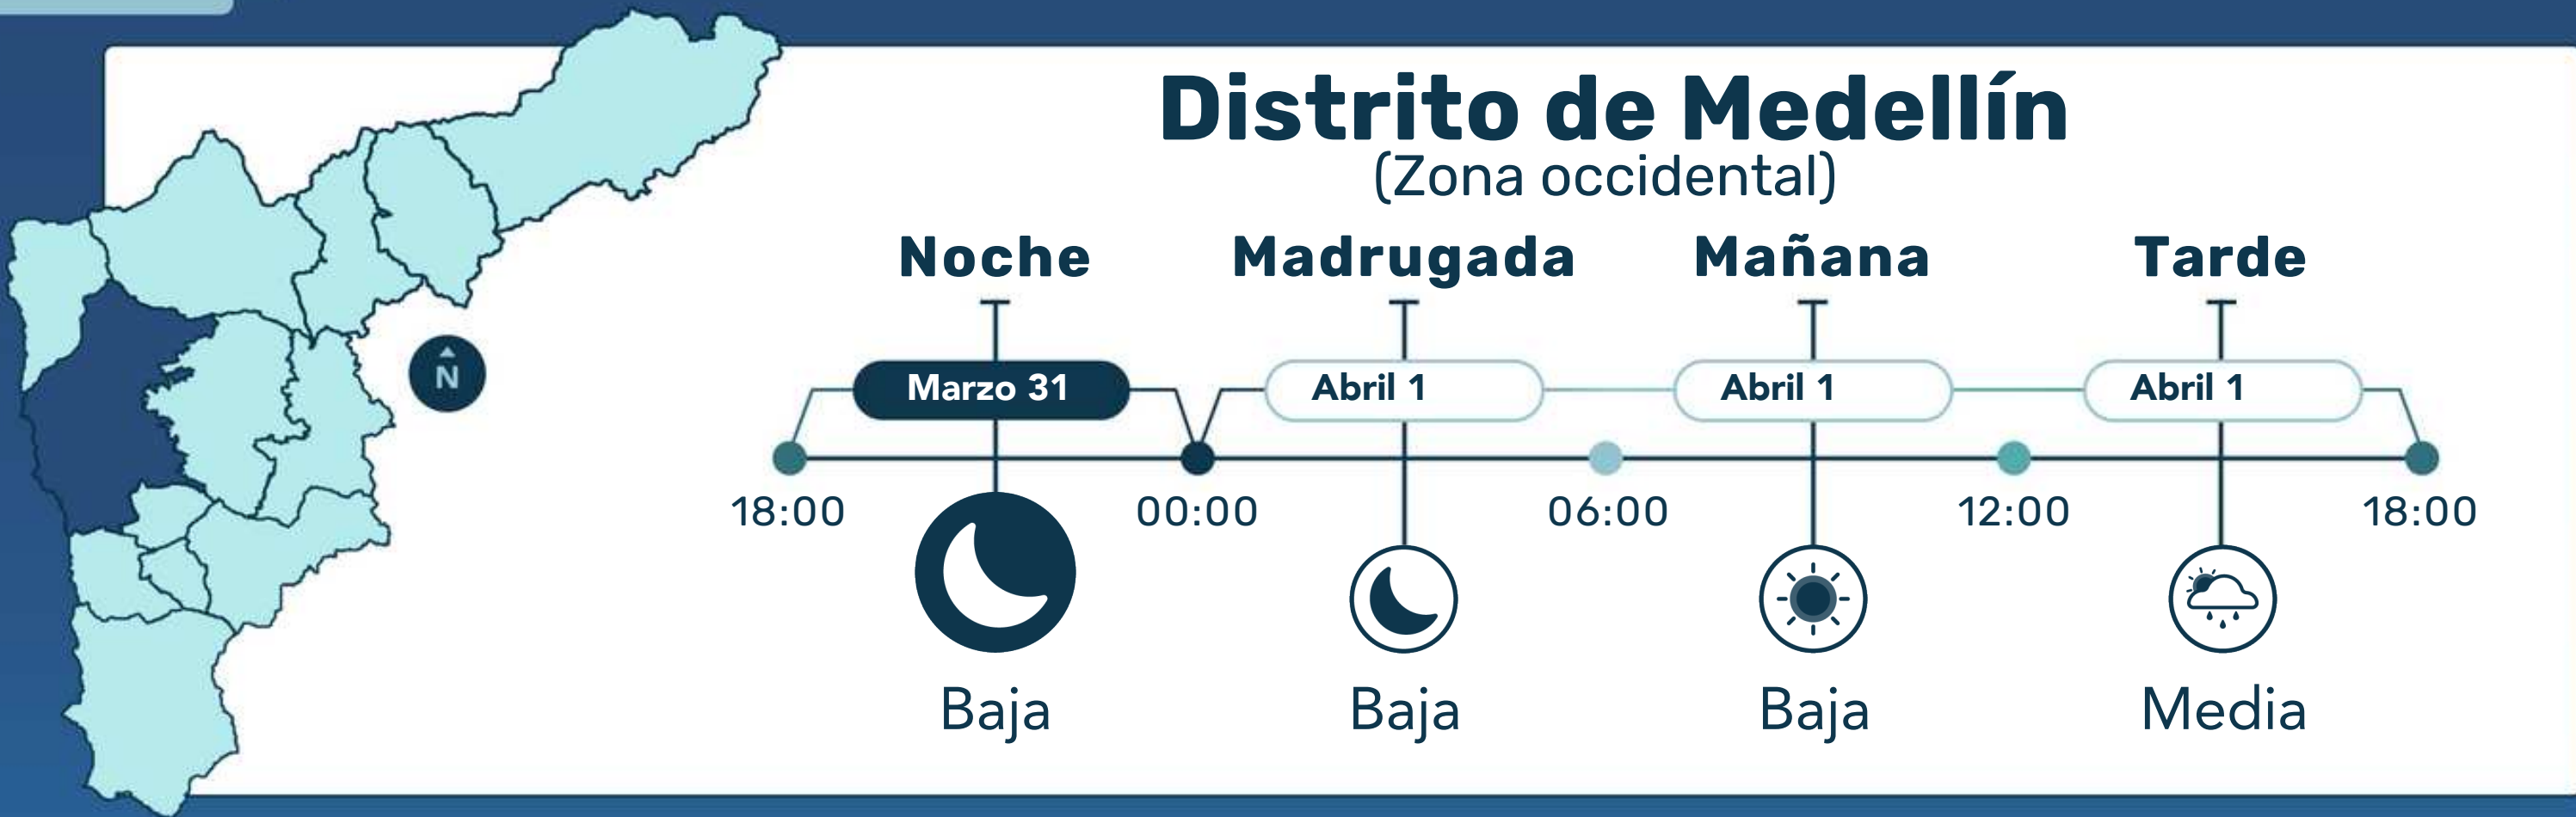 Distrito de Medellín
(Zona occidental)
Noche Madrugada Mañana Tarde
Marzo 31 Abril 1 Abril 1 Abril 1
N
18:00 00:00 06:00 12:00 18:00
Baja Baja Baja Media